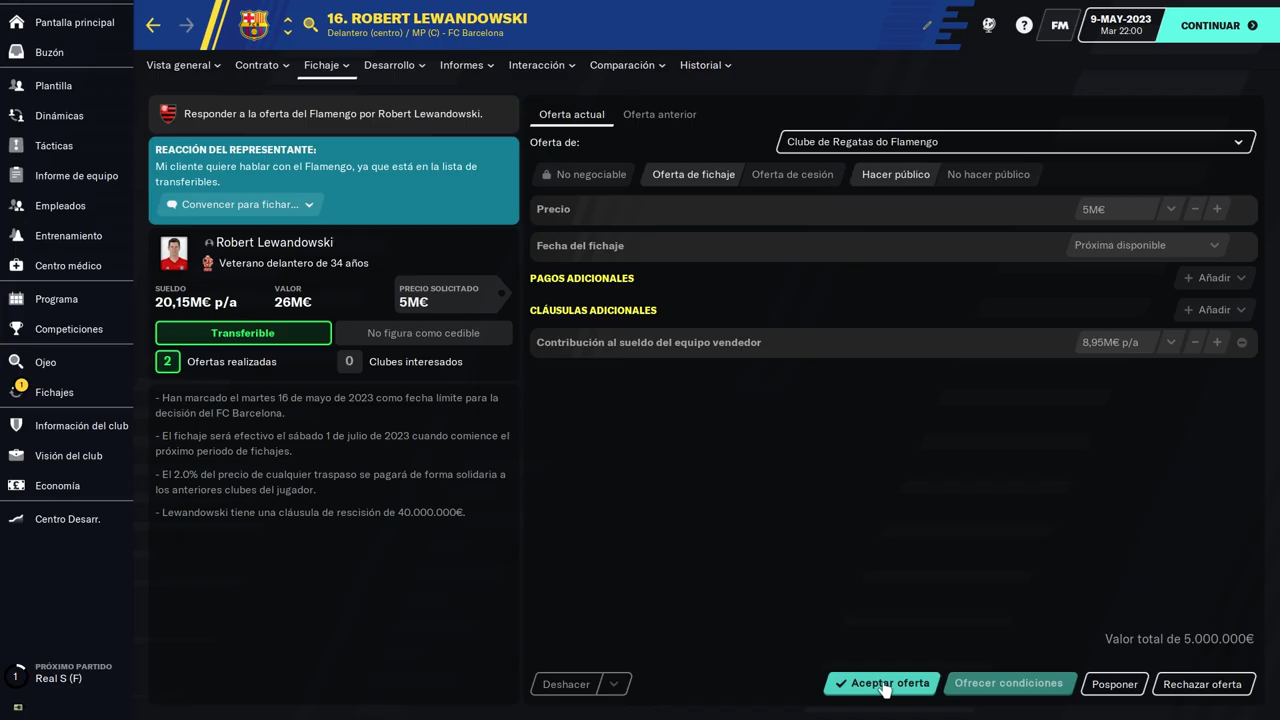 Pantalla principal
Buzón
Plantilla
Dinámicas
Tácticas
Informe de equipo
Empleados
Entrenamiento
Centro médico
Programa
Competiciones
Ojeo
1
Fichajes
Información del club
Visión del club
Economía
Centro Desarr.
1
PRÓXIMO PARTIDO
Real S (F)
16. ROBERT LEWANDOWSKI
Delantero (centro) / MP (C) - FC Barcelona
?
FM
9-MAY-2023
Mar 22:00
CONTINUAR
Vista general
Contrato
Fichaje
Desarrollo
Informes
Interacción
Comparación
Historial
Responder a la oferta del Flamengo por Robert Lewandowski.
REACCIÓN DEL REPRESENTANTE:
Mi cliente quiere hablar con el Flamengo, ya que está en la lista de
transferibles.
Convencer para fichar...
Robert Lewandowski
Veterano delantero de 34 años
SUELDO
20,15M€ p/a
VALOR
26M€
PRECIO SOLICITADO
5M€
Transferible
No figura como cedible
2 Ofertas realizadas
0 Clubes interesados
- Han marcado el martes 16 de mayo de 2023 como fecha límite para la
decisión del FC Barcelona.
- El fichaje será efectivo el sábado 1 de julio de 2023 cuando comience el
próximo periodo de fichajes.
- El 2.0% del precio de cualquier traspaso se pagará de forma solidaria a
los anteriores clubes del jugador.
- Lewandowski tiene una cláusula de rescisión de 40.000.000€.
Oferta actual
Oferta anterior
Oferta de:
Clube de Regatas do Flamengo
No negociable
Oferta de fichaje
Oferta de cesión
Hacer público
No hacer público
Precio
5M€
Fecha del fichaje
Próxima disponible
PAGOS ADICIONALES
+ Añadir
CLÁUSULAS ADICIONALES
+ Añadir
Contribución al sueldo del equipo vendedor
8,95M€ p/a
Valor total de 5.000.000€
Deshacer
Aceptar oferta
Ofrecer condiciones
Posponer
Rechazar oferta